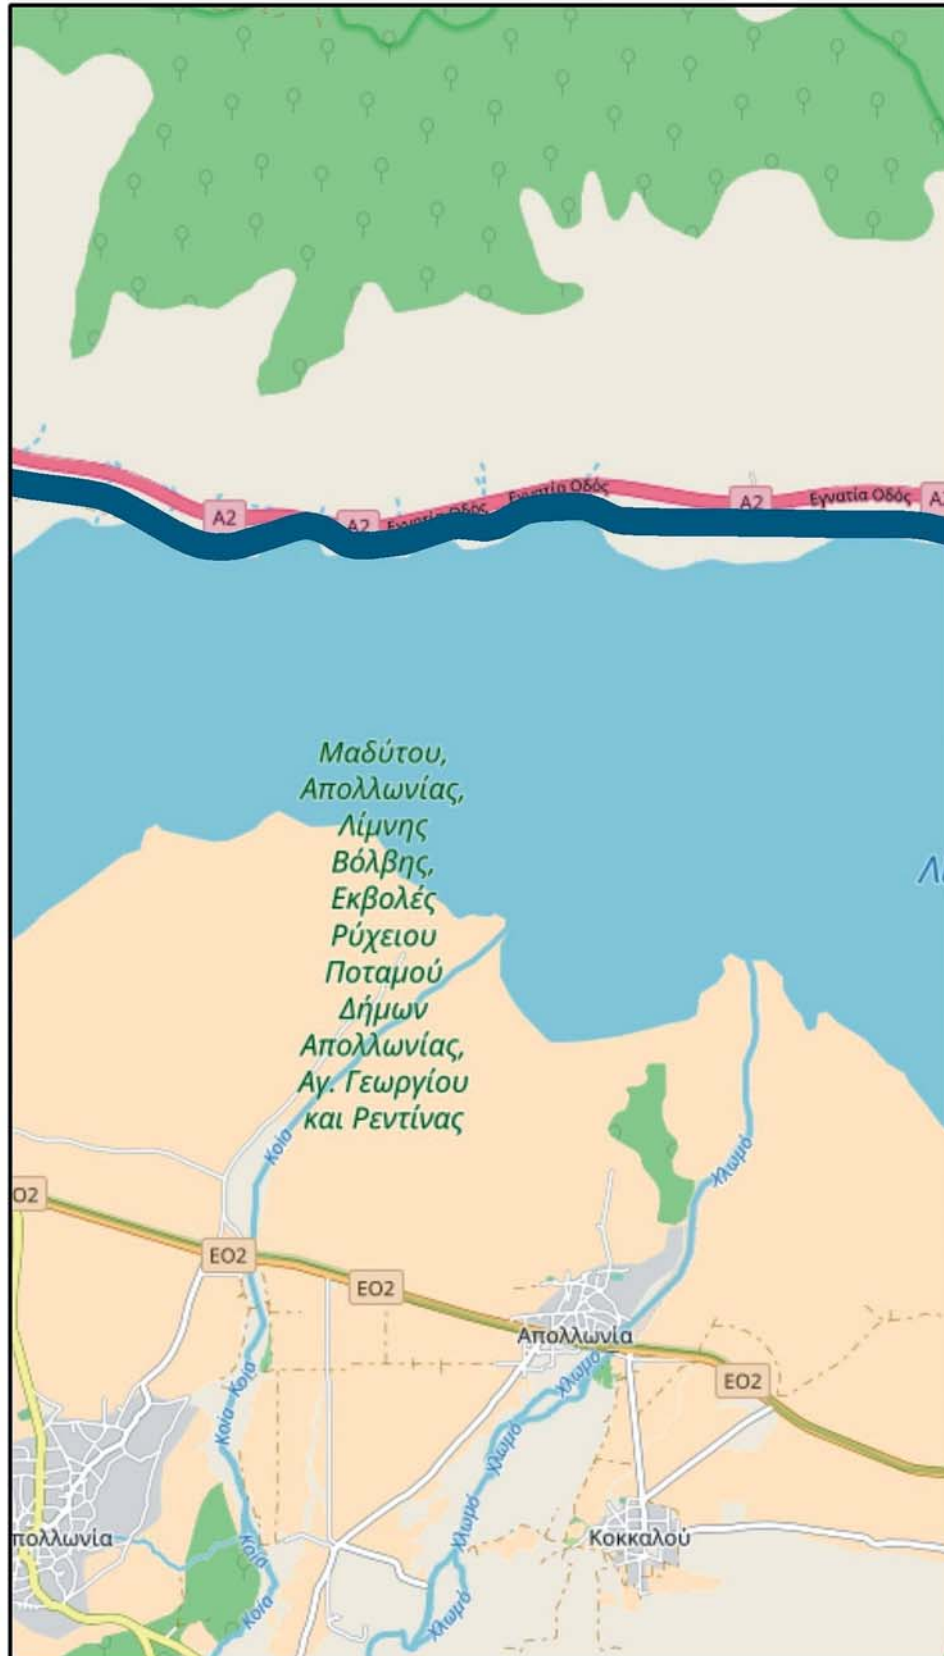 A2
A2
Εγνατία Οδός
Εγνατία Οδός
A2
Εγνατία Οδός
Μαδύτου,
Απολλωνίας,
Λίμνης
Βόλβης,
Εκβολές
Ρύχειου
Ποταμού
Δήμων
Απολλωνίας,
Αγ. Γεωργίου
και Ρεντίνας
Λι
Κοία
Χλωμό
ΕΟ2
ΕΟ2
ΕΟ2
Απολλωνία
Χλωμό
ΕΟ2
Κοία
Κοία
Χλωμό
Χλωμό
πολλωνία
Κοία
Κοκκαλού
Κοία
Χλωμό